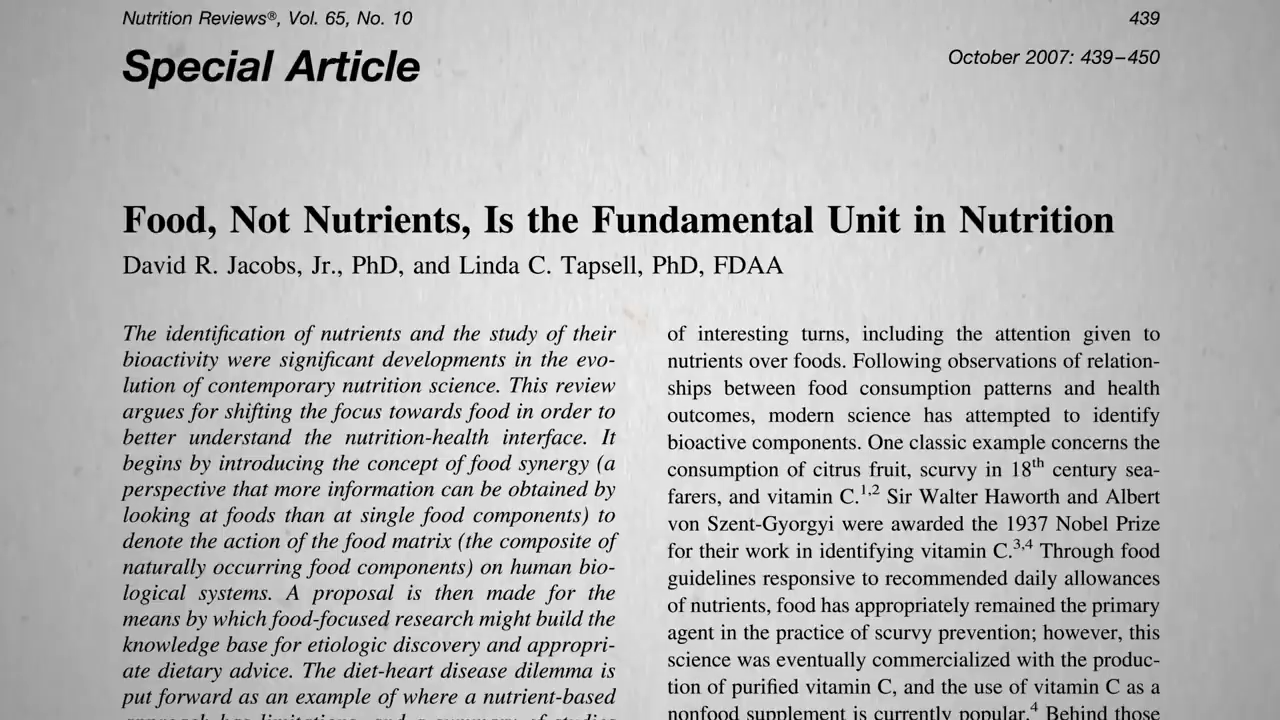 Nutrition Reviews®, Vol. 65, No. 10
439
Special Article
October 2007: 439–450
Food, Not Nutrients, Is the Fundamental Unit in Nutrition
David R. Jacobs, Jr., PhD, and Linda C. Tapsell, PhD, FDAA
The identification of nutrients and the study of their
bioactivity were significant developments in the evo-
lution of contemporary nutrition science. This review
argues for shifting the focus towards food in order to
better understand the nutrition-health interface. It
begins by introducing the concept of food synergy (a
perspective that more information can be obtained by
looking at foods than at single food components) to
denote the action of the food matrix (the composite of
naturally occurring food components) on human bio-
logical systems. A proposal is then made for the
means by which food-focused research might build the
knowledge base for etiologic discovery and appropri-
ate dietary advice. The diet-heart disease dilemma is
put forward as an example of where a nutrient-based
of interesting turns, including the attention given to
nutrients over foods. Following observations of relation-
ships between food consumption patterns and health
outcomes, modern science has attempted to identify
bioactive components. One classic example concerns the
consumption of citrus fruit, scurvy in 18th century sea-
farers, and vitamin C.1,2 Sir Walter Haworth and Albert
von Szent-Gyorgyi were awarded the 1937 Nobel Prize
for their work in identifying vitamin C.3,4 Through food
guidelines responsive to recommended daily allowances
of nutrients, food has appropriately remained the primary
agent in the practice of scurvy prevention; however, this
science was eventually commercialized with the produc-
tion of purified vitamin C, and the use of vitamin C as a
nonfood supplement is currently popular.4 Behind those